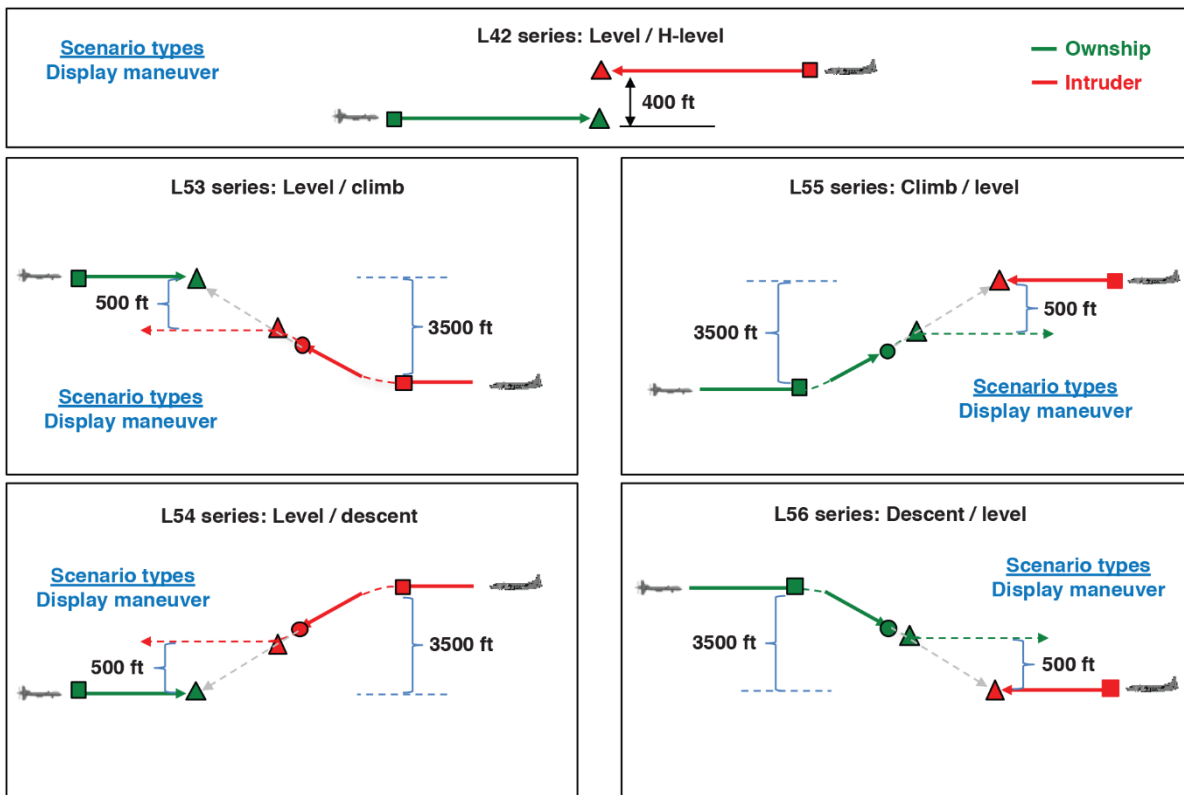 L42 series: Level / H-level
Scenario types
Display maneuver
Ownship
Intruder
400 ft
L53 series: Level / climb
500 ft
3500 ft
Scenario types
Display maneuver
L55 series: Climb / level
3500 ft
500 ft
Scenario types
Display maneuver
L54 series: Level / descent
Scenario types
Display maneuver
500 ft
3500 ft
L56 series: Descent / level
Scenario types
Display maneuver
3500 ft
500 ft